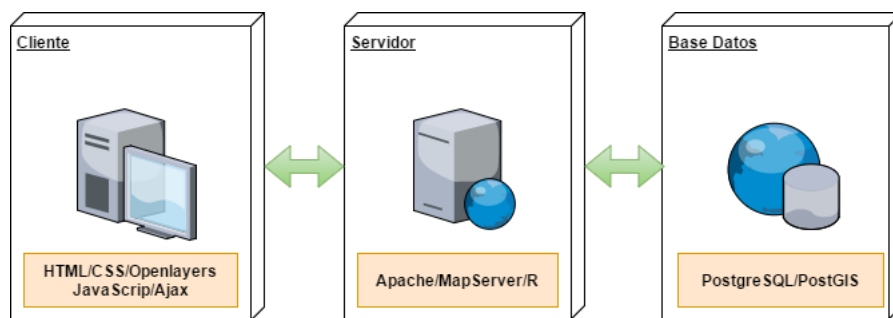 Cliente
Servidor
Base Datos
HTML/CSS/Openlayers
JavaScrip/Ajax
Apache/MapServer/R
PostgreSQL/PostGIS